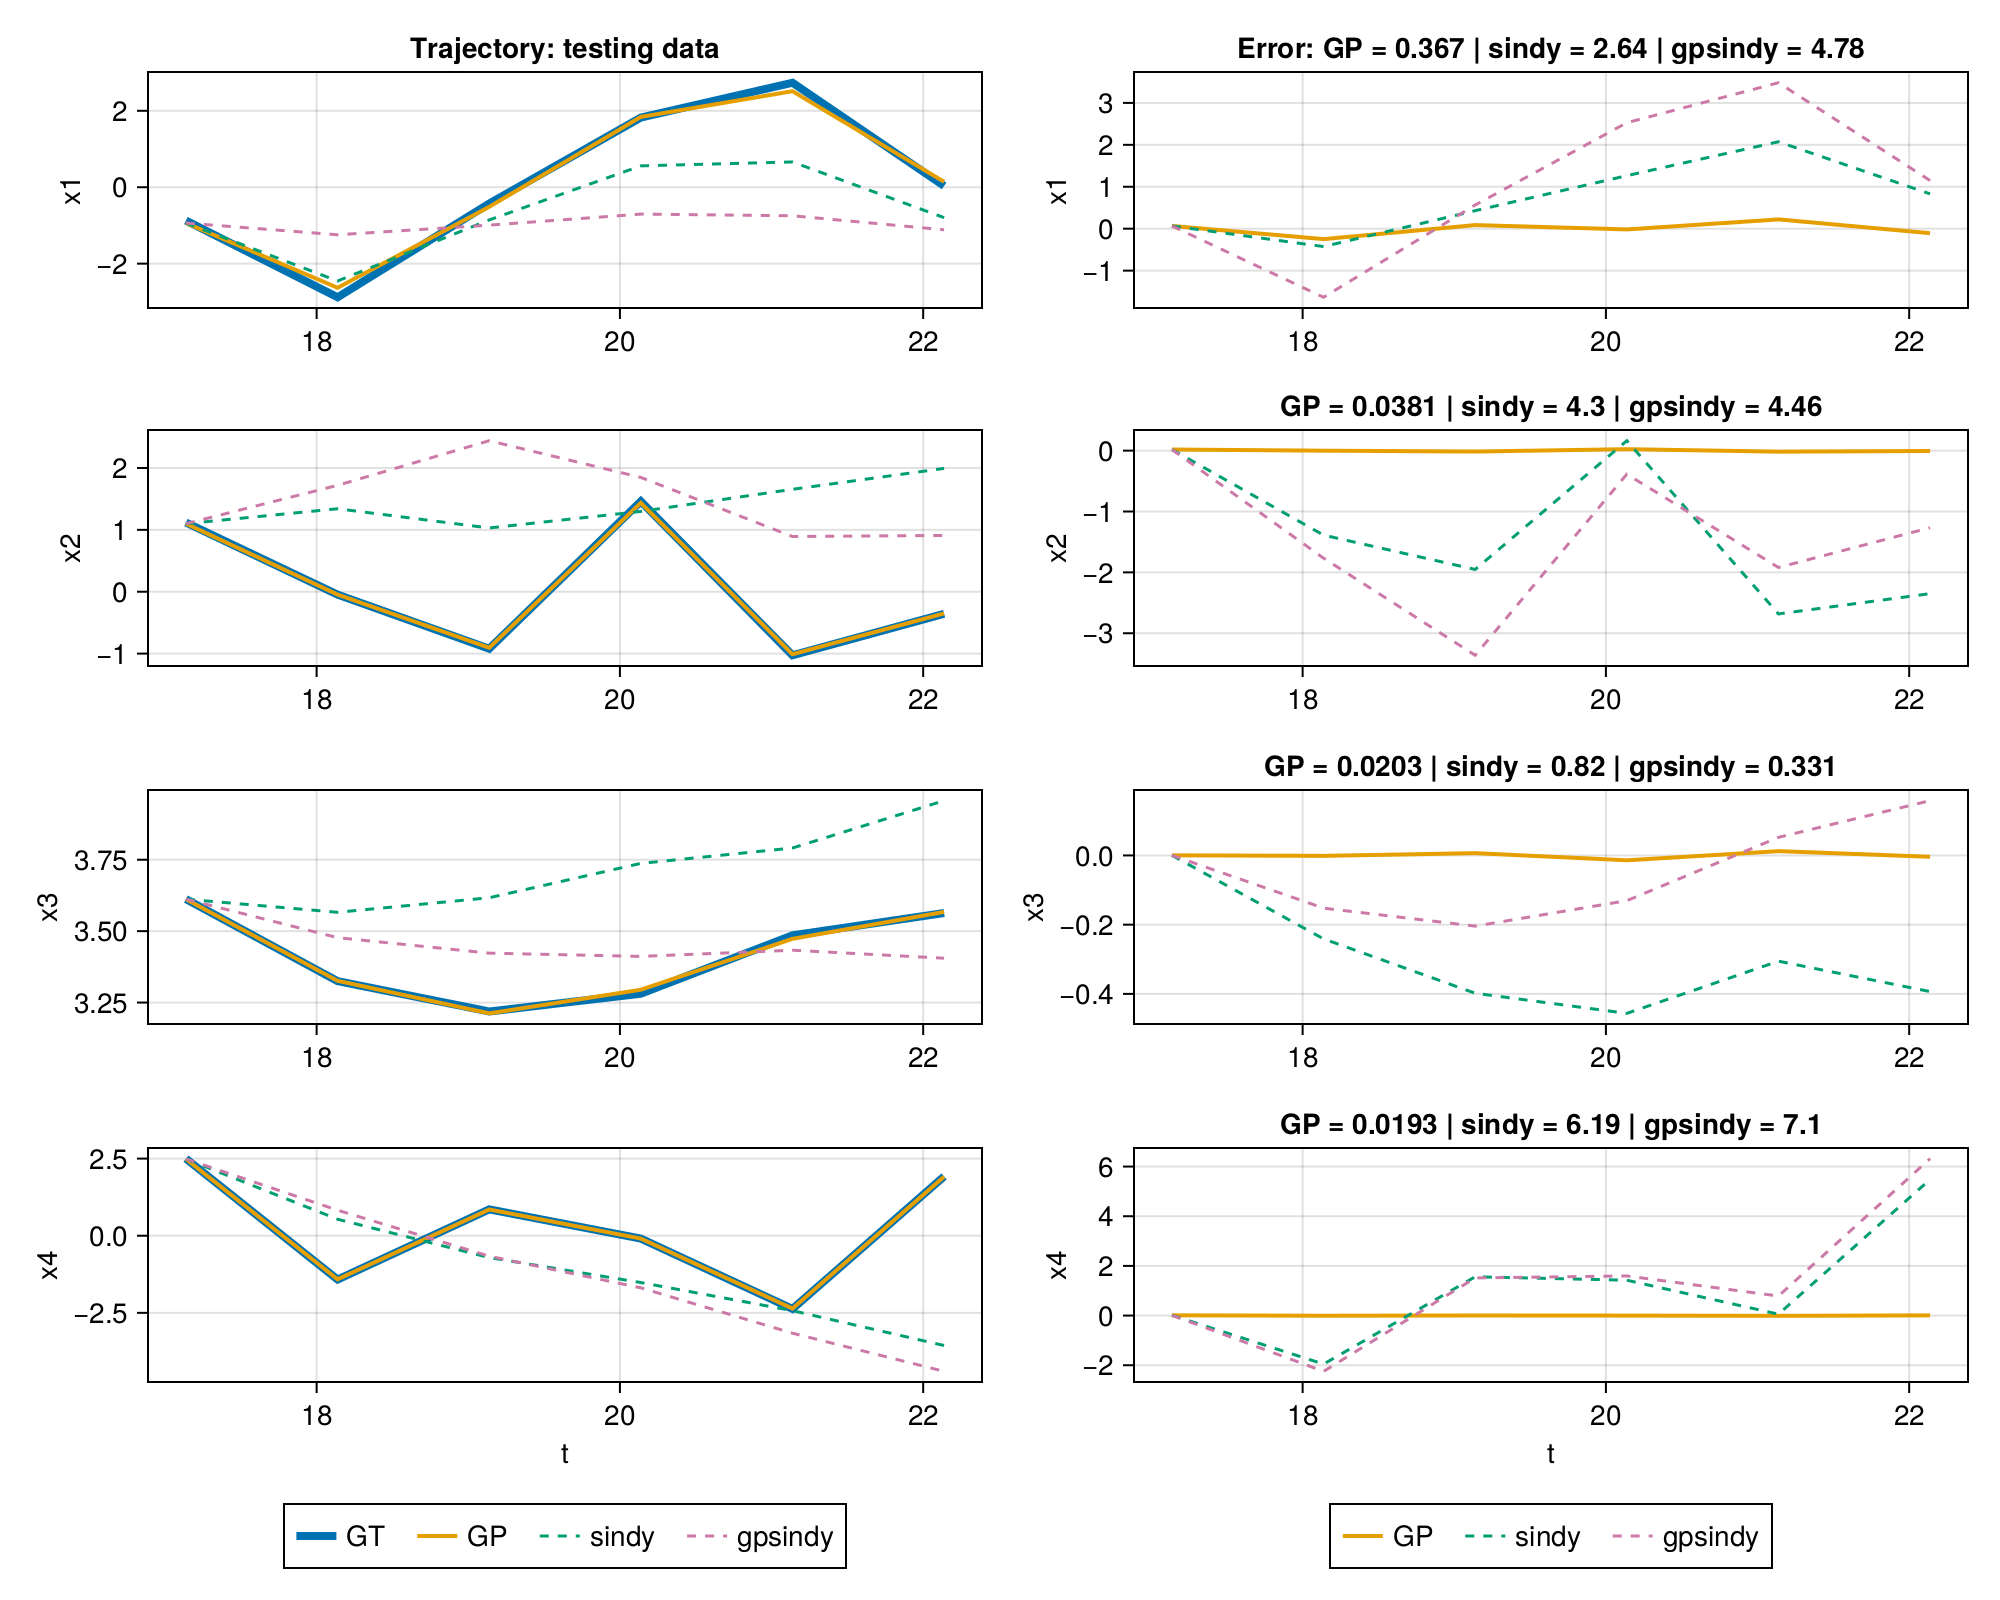 Trajectory: testing data
x1
2
0
−2
18 20 22
Error: GP = 0.367 | sindy = 2.64 | gpsindy = 4.78
x1
3
2
1
0
−1
18 20 22
x2
2
1
0
−1
18 20 22
GP = 0.0381 | sindy = 4.3 | gpsindy = 4.46
x2
0
−1
−2
−3
18 20 22
x3
3.75
3.50
3.25
18 20 22
GP = 0.0203 | sindy = 0.82 | gpsindy = 0.331
x3
0.0
−0.2
−0.4
18 20 22
x4
2.5
0.0
−2.5
18 20 22
t
GP = 0.0193 | sindy = 6.19 | gpsindy = 7.1
x4
6
4
2
0
−2
18 20 22
t
GT GP sindy gpsindy
GP sindy gpsindy